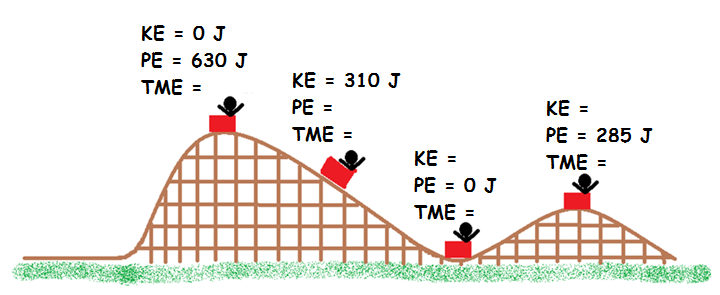 KE = 0 J
PE = 630 J
TME =
KE = 310 J
PE =
TME =
KE =
PE = 0 J
TME =
KE =
PE = 285 J
TME =